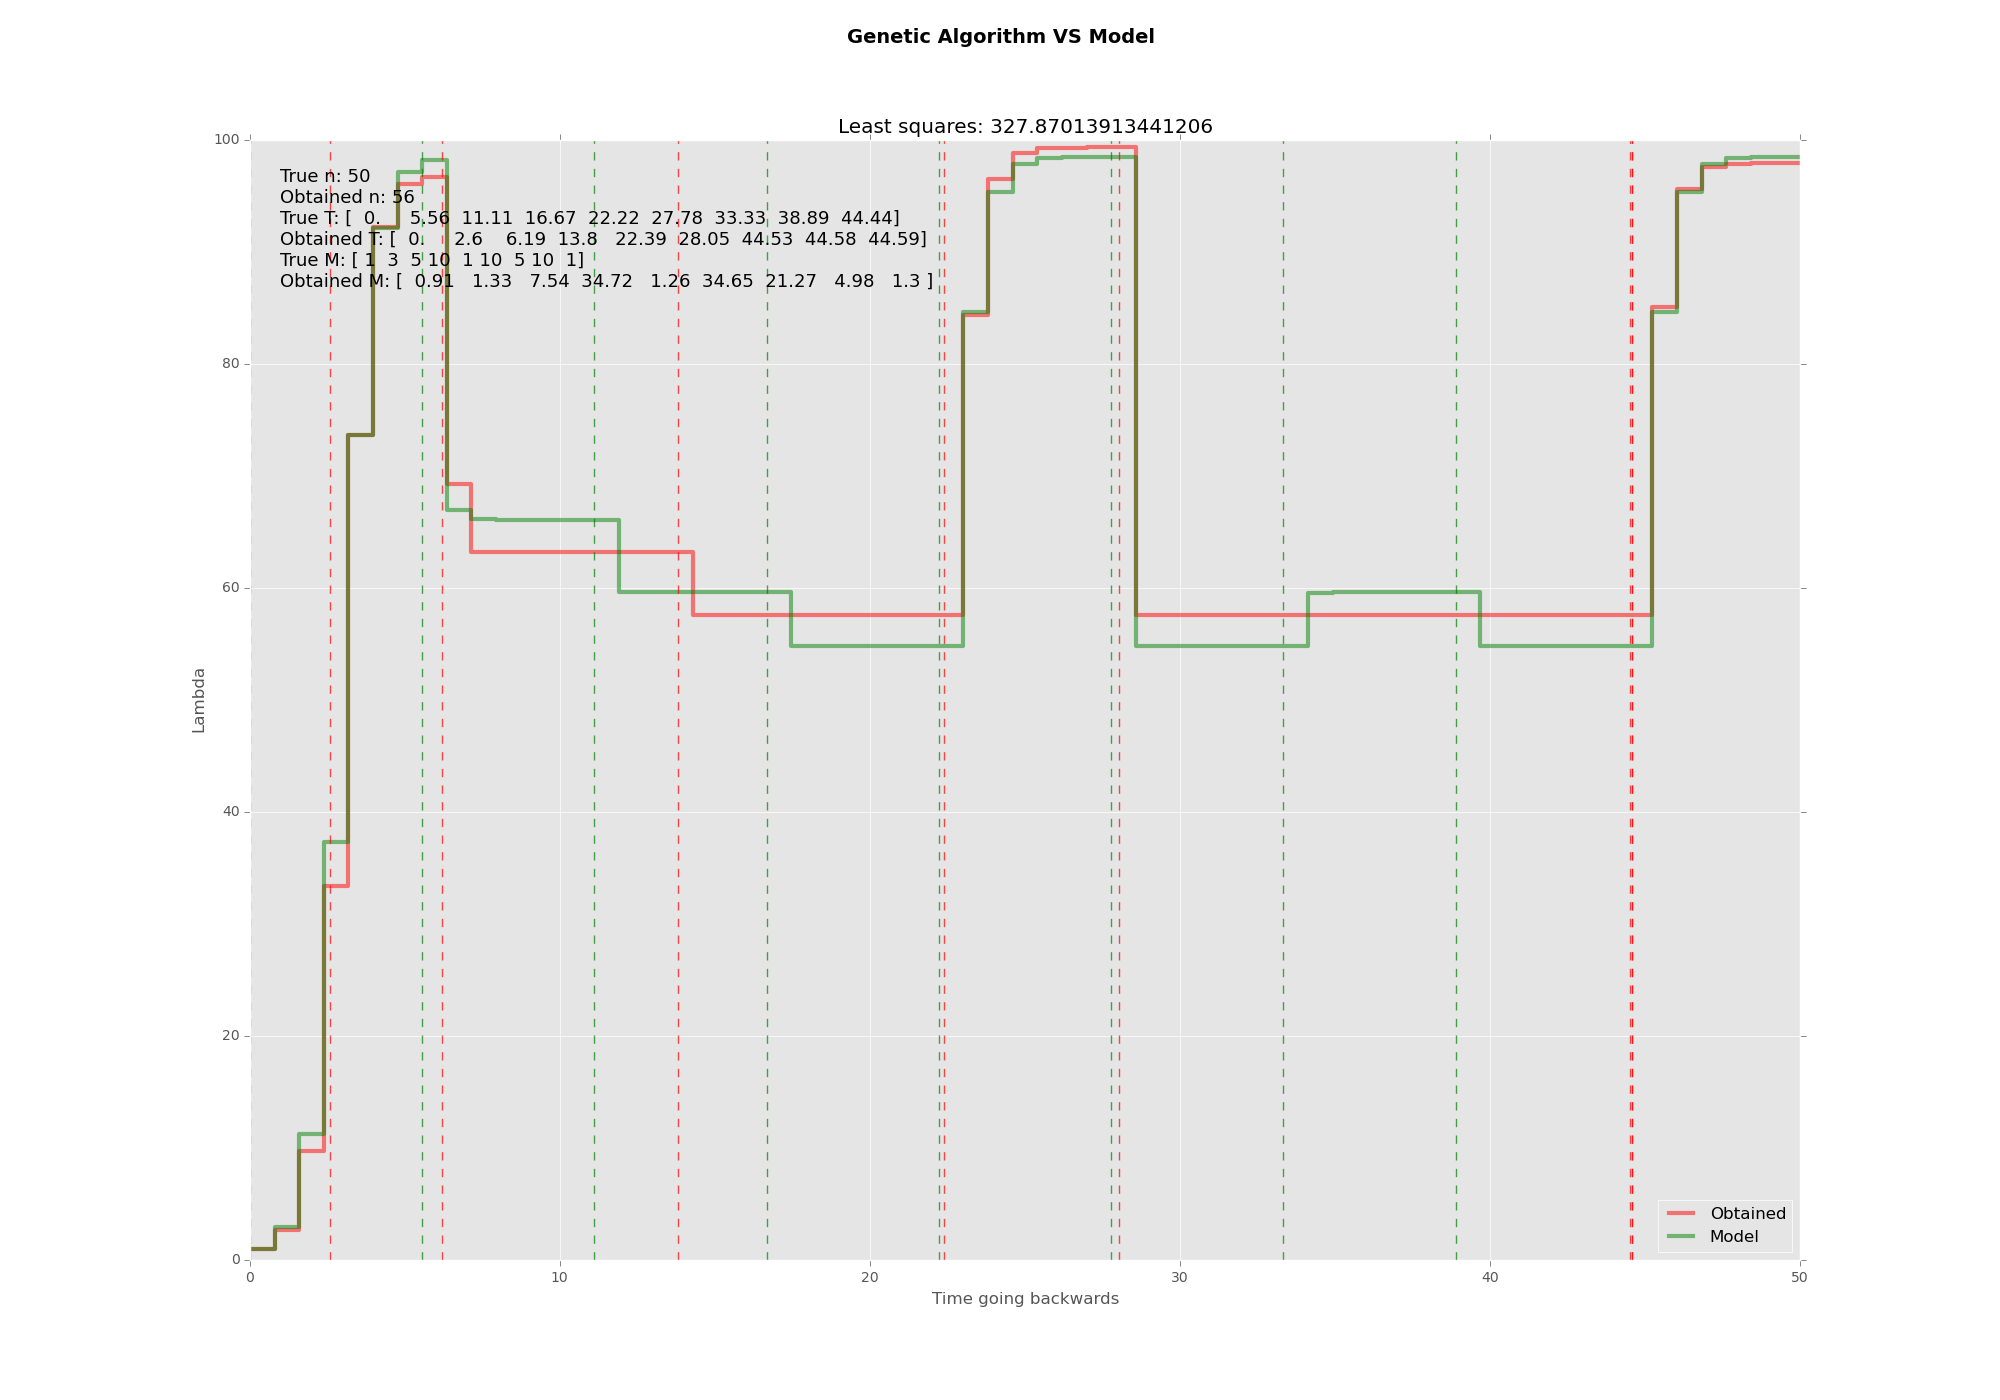 Genetic Algorithm VS Model
Least squares: 327.87013913441206
True n: 50
Obtained n: 56
True T: [  0.     5.56  11.11  16.67  22.22  27.78  33.33  38.89  44.44]
Obtained T: [  0.     2.6    6.19  13.8   22.39  28.05  44.53  44.58  44.59]
True M: [ 1  3  5 10  1 10  5 10  1]
Obtained M: [  0.91   1.33   7.54  34.72   1.26  34.65  21.27   4.98   1.3 ]
100
80
60
40
20
0
Lambda
0 10 20 30 40 50
Time going backwards
Obtained
Model